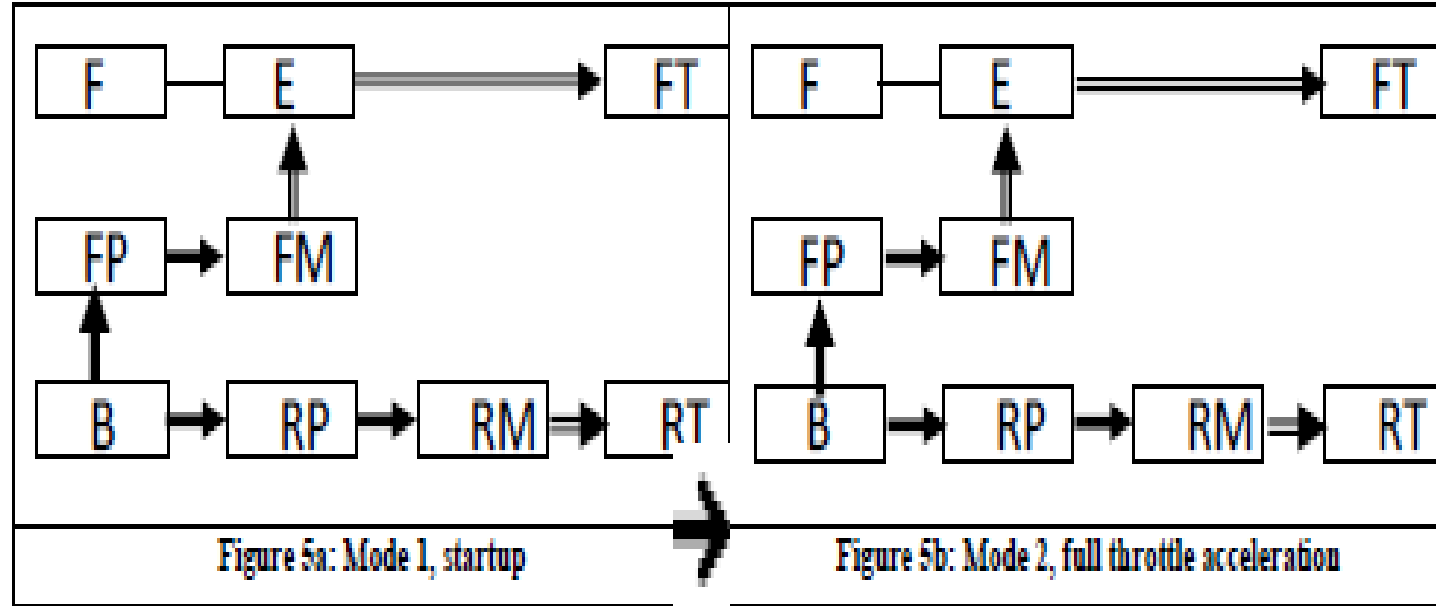 F E FT
FP FM
B RP RM RT
Figure 5a: Mode 1, startup
F E FT
FP FM
B RP RM RT
Figure 5b: Mode 2, full throttle acceleration